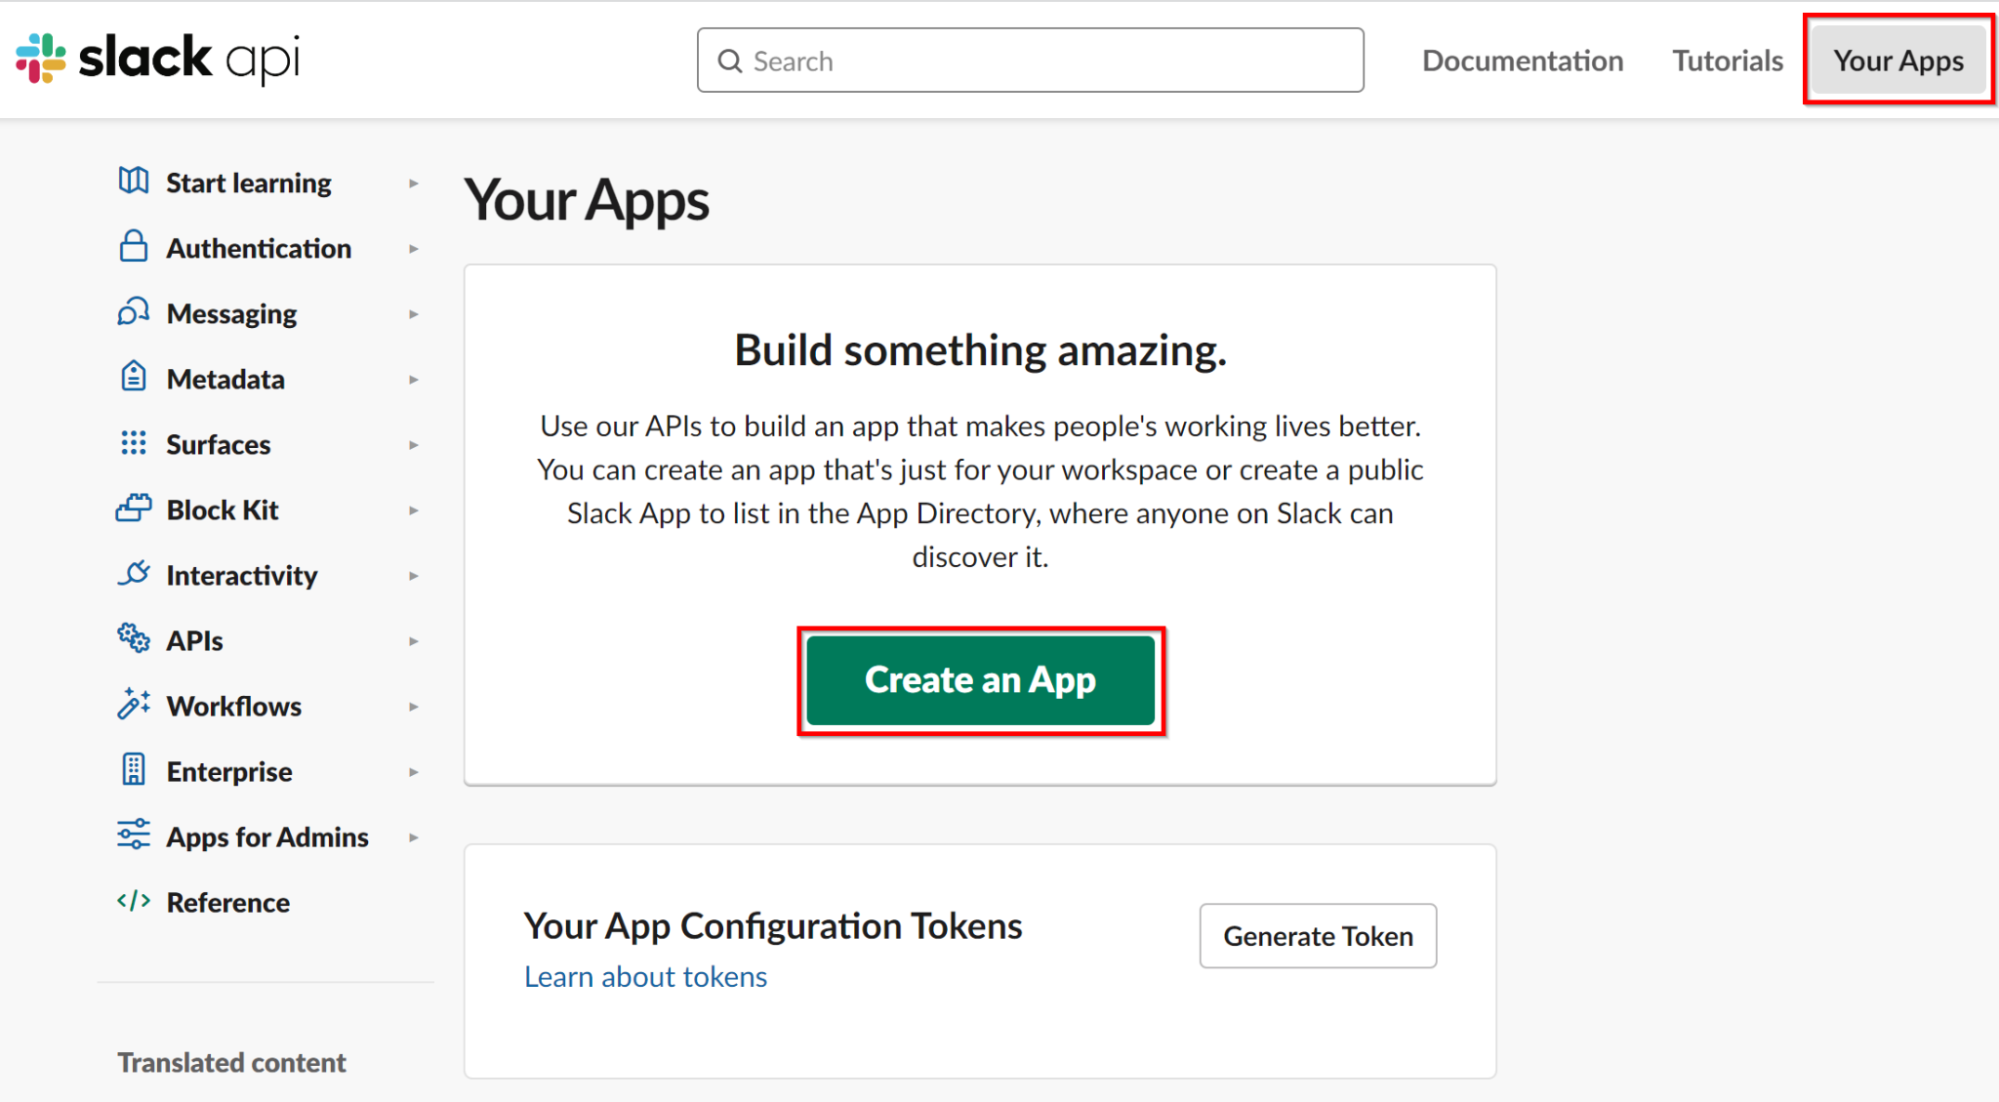 slack api
Search
Documentation
Tutorials
Your Apps
Start learning
Authentication
Messaging
Metadata
Surfaces
Block Kit
Interactivity
APIs
Workflows
Enterprise
Apps for Admins
Reference
Translated content
Your Apps
Build something amazing.
Use our APIs to build an app that makes people's working lives better.
You can create an app that's just for your workspace or create a public
Slack App to list in the App Directory, where anyone on Slack can
discover it.
Create an App
Your App Configuration Tokens
Learn about tokens
Generate Token